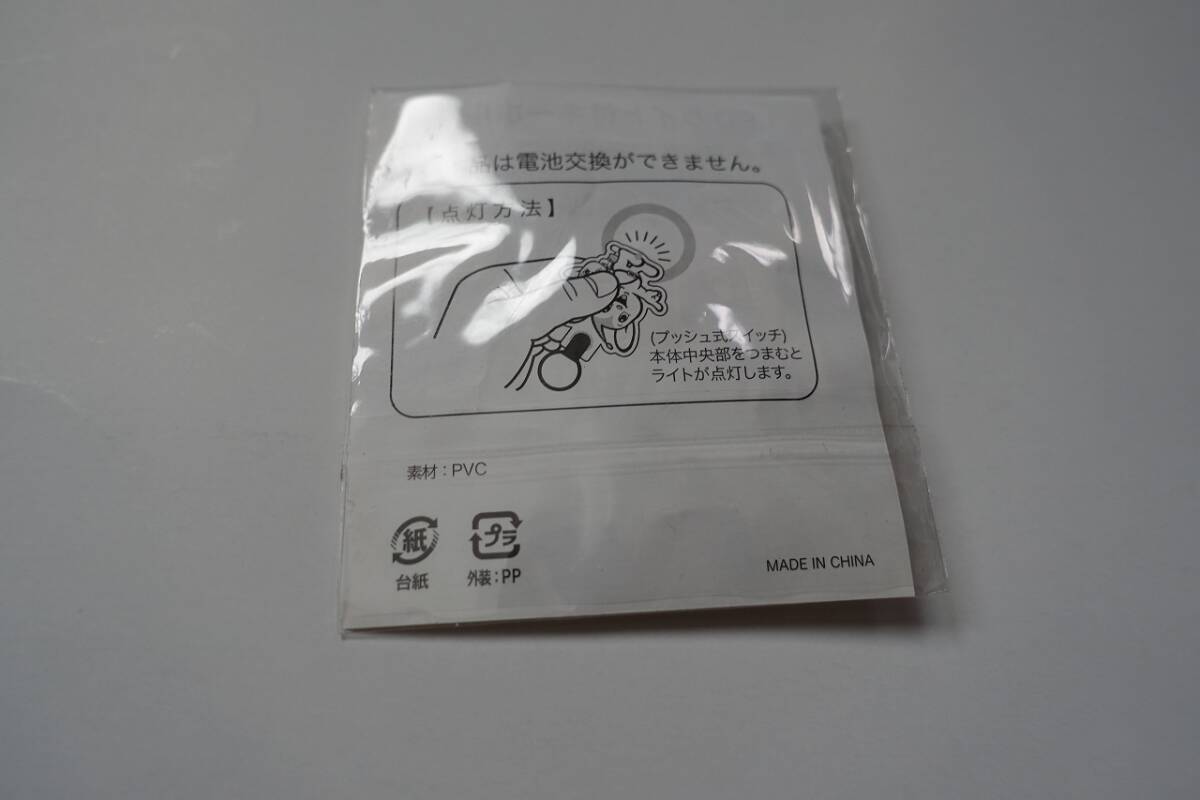 品は電池交換ができません。
【点灯方法】
(プッシュ式スイッチ)
本体中央部をつまむと
ライトが点灯します。
素材:PVC
紙
プラ
台紙
外装:PP
MADE IN CHINA